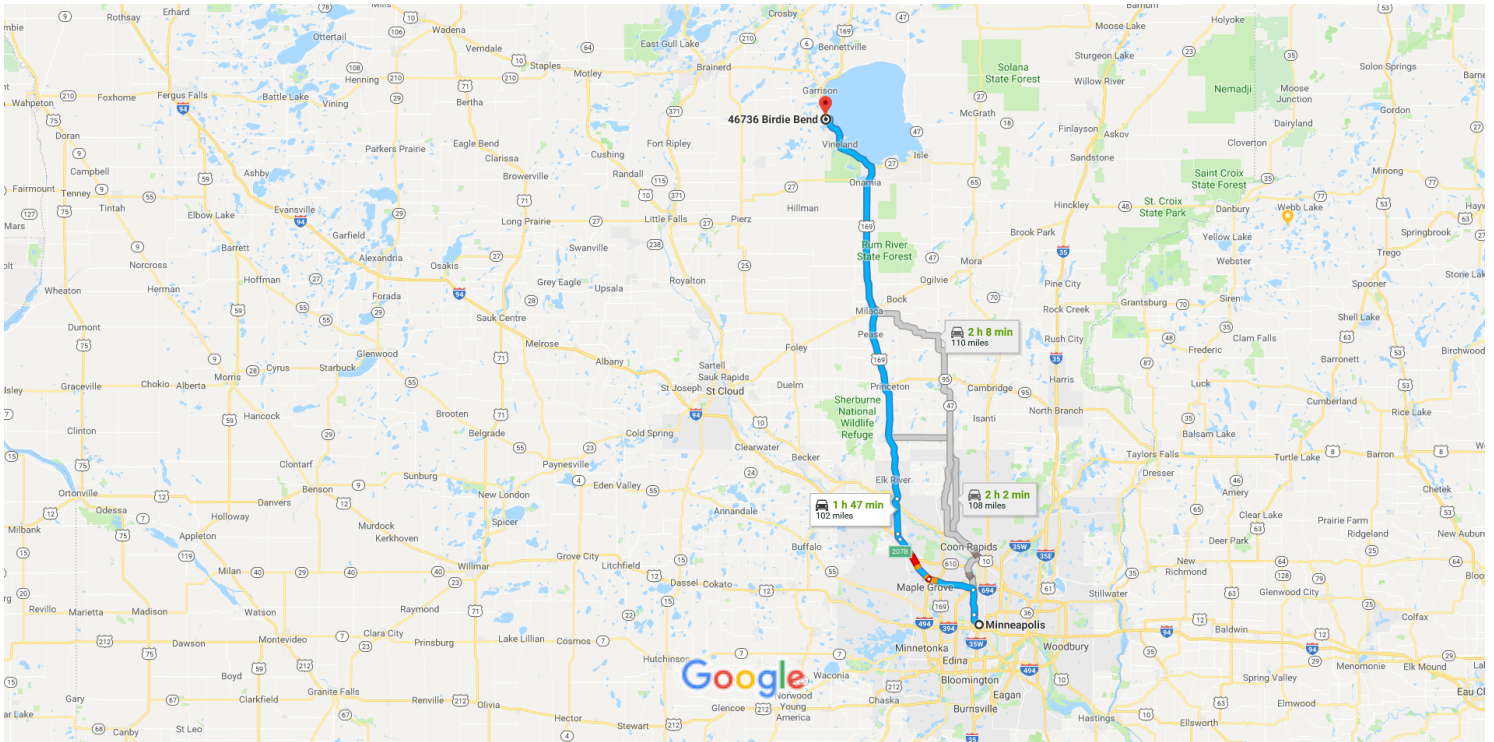 Rothsay
Ottertail
Wadena
Verndale
Staples
Motley
East Gull Lake
Brainerd
Crosby
Bennettville
Barnum
Moose Lake
Holyoke
Solon Springs
Wahpeton
Foxhome
Fergus Falls
Battle Lake
Henning
Vining
Bertha
Garrison
Solana
State Forest
Sturgeon Lake
Willow River
Nemadji
Moose
Junction
Gordon
46736 Birdie Bend
Doran
Campbell
Parkers Prairie
Eagle Bend
Clarissa
Browerville
Cushing
Randall
Fort Ripley
Vineland
Isle
McGrath
Finlayson
Askov
Sandstone
Dairyland
Cloverton
Minong
Fairmount
Tenney
Tintah
Ashby
Elbow Lake
Evansville
Garfield
Long Prairie
Little Falls
Pierz
Hillman
Onamia
Hinckley
Saint Croix
State Forest
St. Croix
State Park
Danbury
Webb Lake
Yellow Lake
Webster
Springbrook
Trego
Mars
Norcross
Barrett
Hoffman
Alexandria
Osakis
Swanville
Grey Eagle
Upsala
Royalton
Rum River
State Forest
Brook Park
Mora
Ogilvie
Pine City
Wheaton
Herman
Forada
Sauk Centre
Bock
Milaca
Pease
Rock Creek
Grantsburg
Siren
Spooner
Shell Lake
Dumont
Glenwood
Melrose
Albany
Foley
2 h 8 min
110 miles
Rush City
Frederic
Clam Falls
Barronett
Birchwood
Graceville
Chokio
Alberta
Morris
Cyrus
Starbuck
Sartell
Sauk Rapids
St Joseph
St Cloud
Duelm
Princeton
Cambridge
Harris
Luck
Cumberland
Rice Lake
Hancock
Brooten
Belgrade
Cold Spring
Sherburne
National
Wildlife
Refuge
Isanti
North Branch
Clinton
Clontarf
Benson
Sunburg
Paynesville
Clearwater
Becker
Balsam Lake
Taylors Falls
Dresser
Turtle Lake
Barron
Ortonville
Odessa
Danvers
Holloway
Appleton
Murdock
Kerkhoven
New London
Spicer
Eden Valley
Annandale
Elk River
1 h 47 min
102 miles
2 h 2 min
108 miles
Amery
Clear Lake
Deer Park
Prairie Farm
Ridgeland
Chetek
New Auburn
Milbank
Milan
Willmar
Grove City
Litchfield
Dassel
Cokato
Buffalo
207B
Coon Rapids
Maple Grove
New
Richmond
Stillwater
Glenwood City
Revillo
Marietta
Madison
Watson
Montevideo
Clara City
Raymond
Prinsburg
Lake Lillian
Cosmos
Hutchinson
Minneapolis
Minnetonka
Edina
Bloomington
Woodbury
Baldwin
Colfax
Menomonie
Elk Mound
Dawson
Boyd
Clarkfield
Granite Falls
Renville
Olivia
Hector
Stewart
Glencoe
Google
Waconia
Norwood
Young
America
Chaska
Eagan
Burnsville
Hastings
Spring Valley
Elmwood
Ellsworth
Gary
Canby
St Leo
Eau Cl